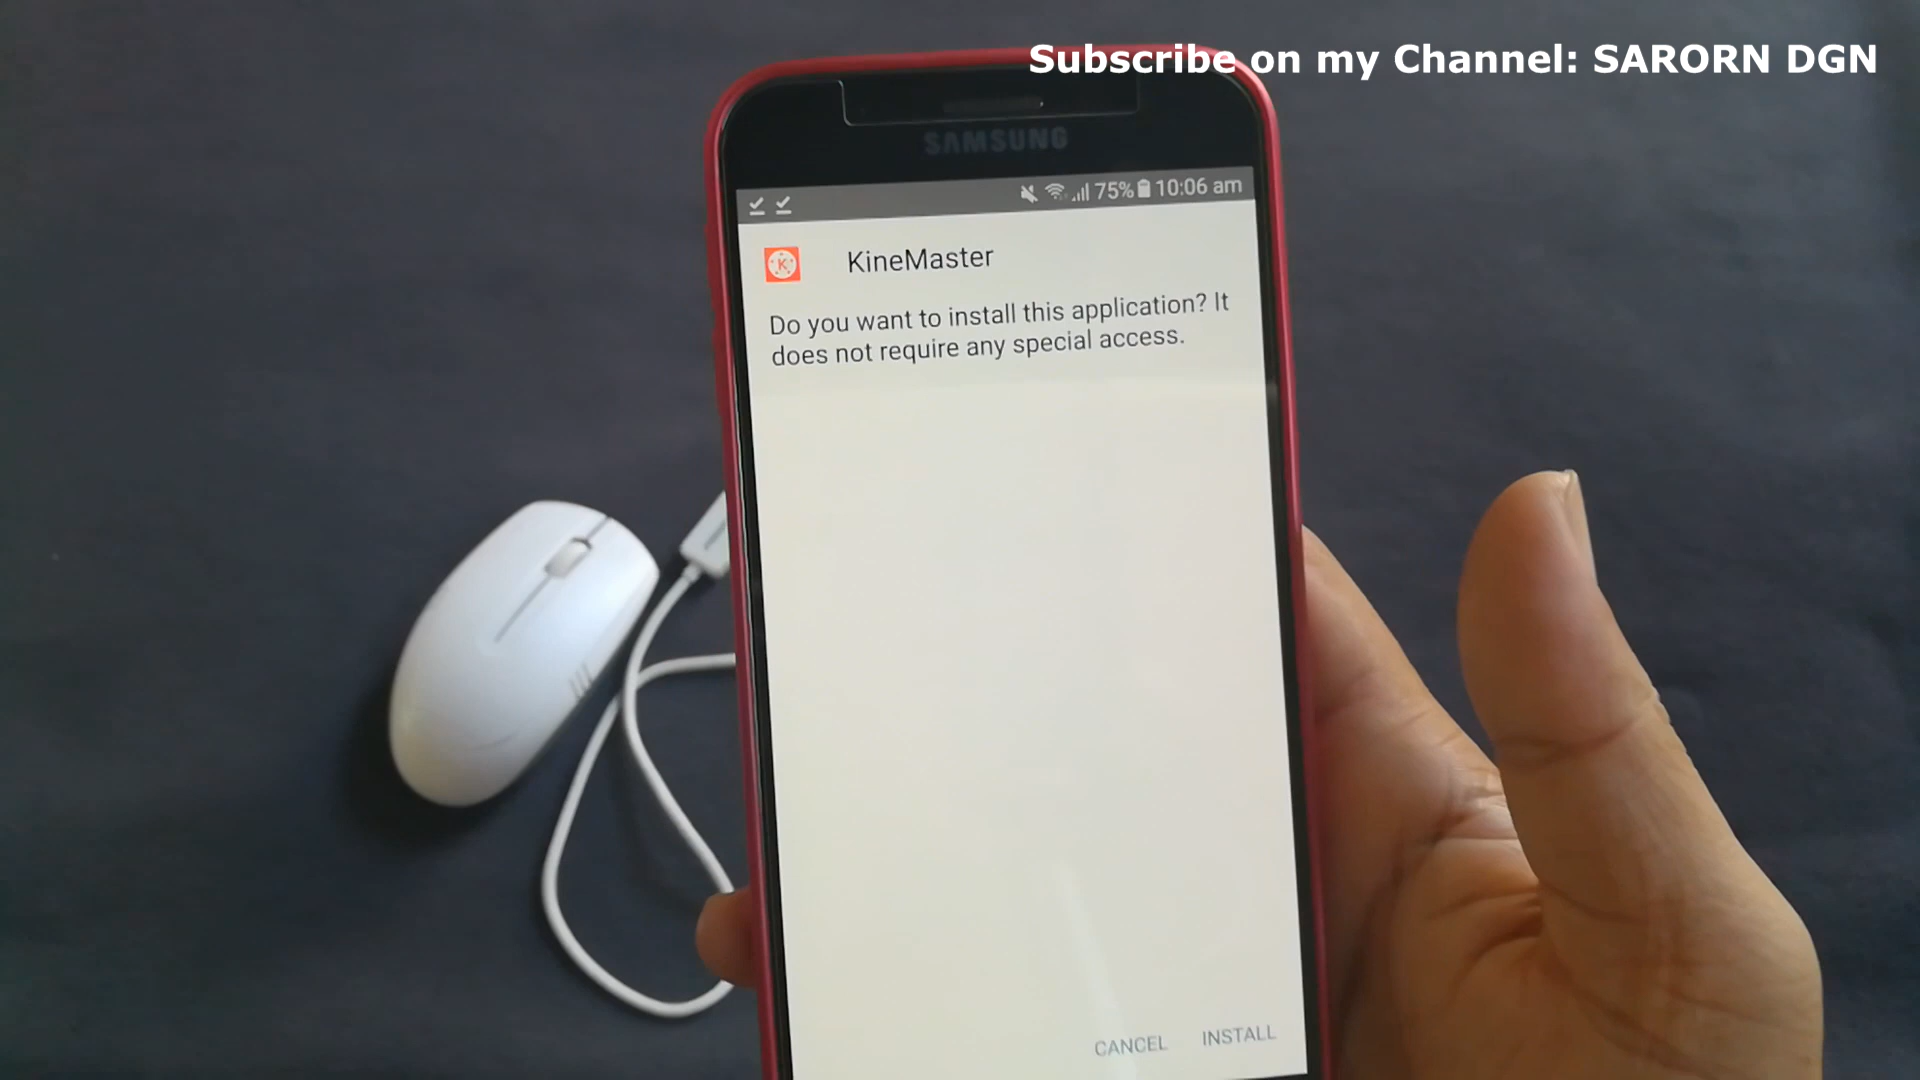 Subscribe on my Channel: SARORN DGN
SAMSUNG
75% 10:06 am
K
KineMaster
Do you want to install this application? It
does not require any special access.
CANCEL INSTALL